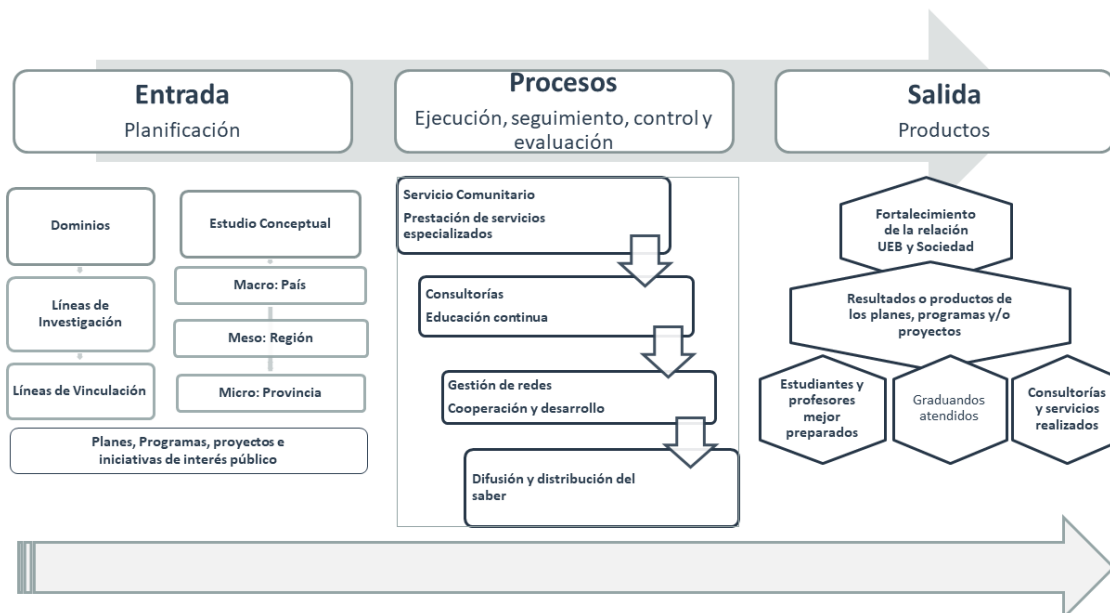 Entrada
Planificación
Procesos
Ejecución, seguimiento, control y
evaluación
Salida
Productos
Dominios
Líneas de
Investigación
Líneas de Vinculación
Estudio Conceptual
Macro: País
Meso: Región
Micro: Provincia
Planes, Programas, proyectos e
iniciativas de interés público
Servicio Comunitario
Prestación de servicios
especializados
Consultorías
Educación continua
Gestión de redes
Cooperación y desarrollo
Difusión y distribución del
saber
Fortalecimiento
de la relación
UEB y Sociedad
Resultados o productos de
los planes, programas y/o
proyectos
Estudiantes y
profesores
mejor
preparados
Graduandos
atendidos
Consultorías
y servicios
realizados